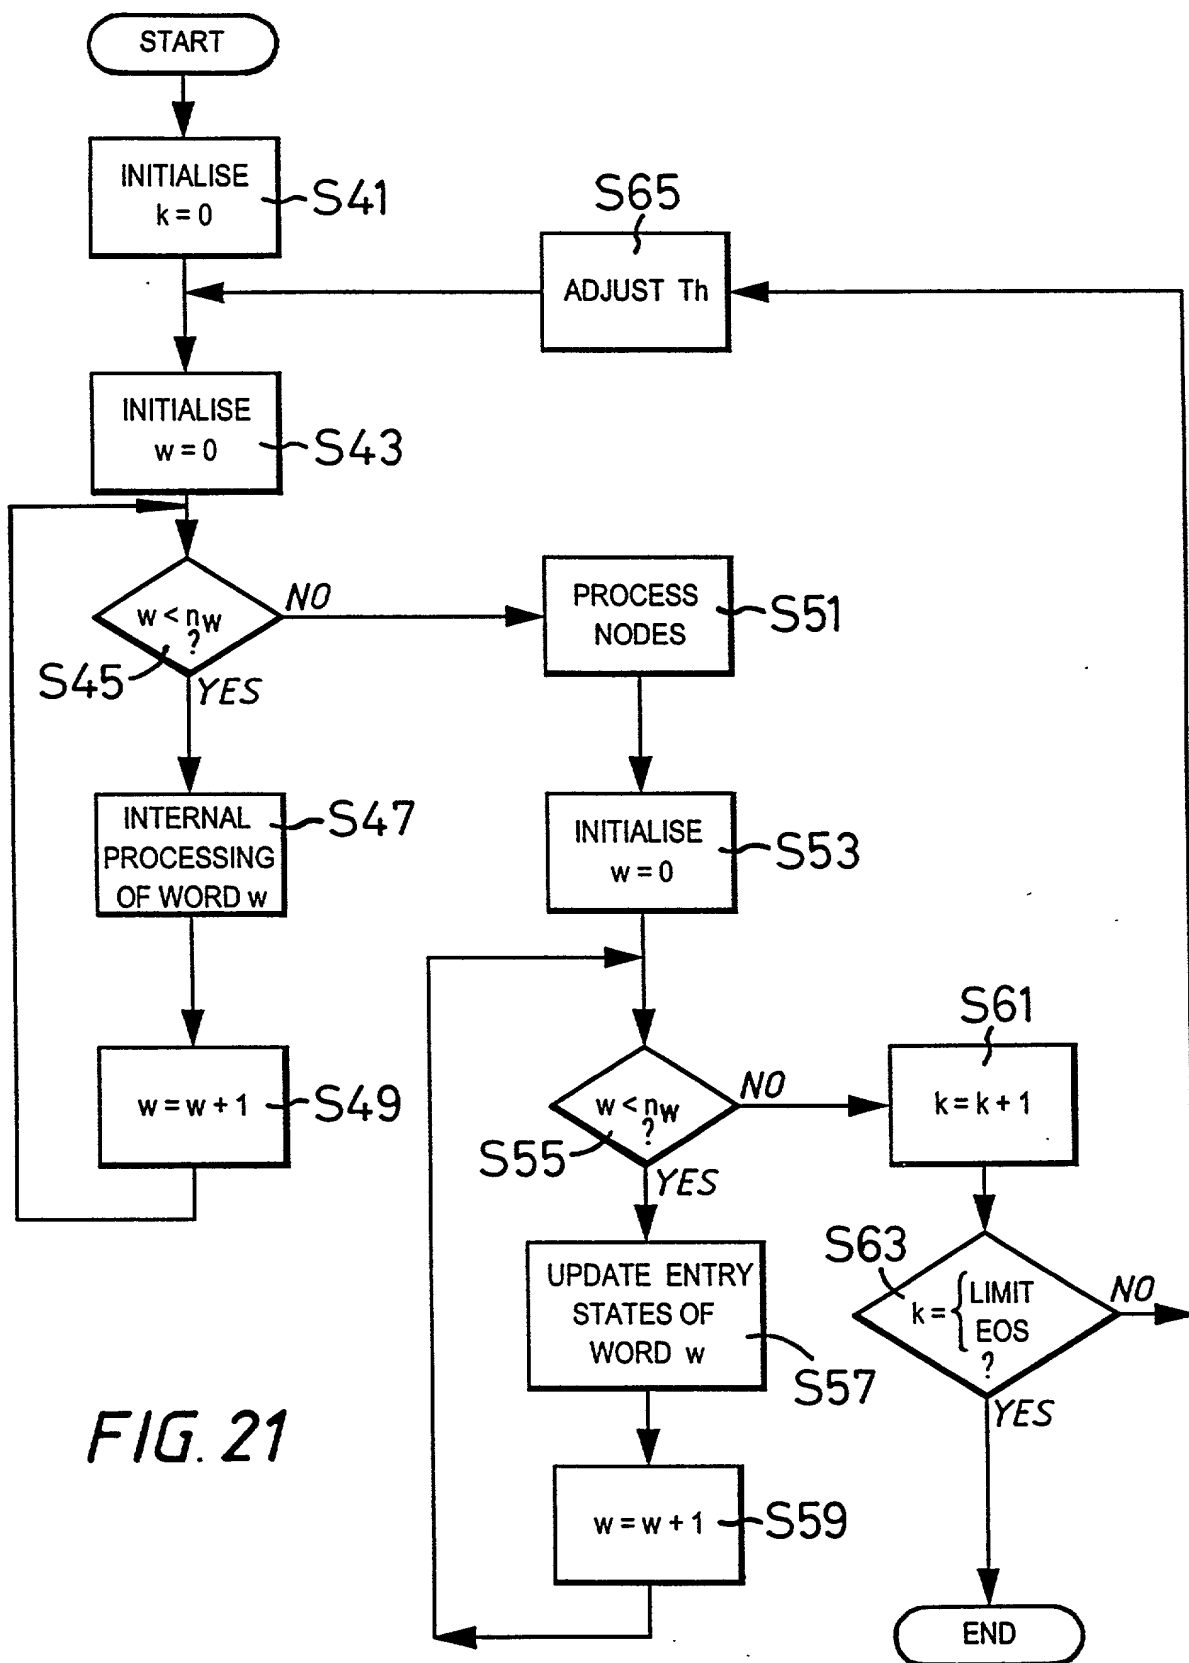 START
INITIALISE
k = 0
S41
S65
ADJUST Th
INITIALISE
w = 0
S43
w < nw
?
S45
NO
YES
PROCESS
NODES
S51
INTERNAL
PROCESSING
OF WORD w
S47
INITIALISE
w = 0
S53
w = w + 1
S49
w < nw
?
S55
NO
YES
S61
k = k + 1
UPDATE ENTRY
STATES OF
WORD w
S57
S63
k = { LIMIT
EOS
?
NO
YES
w = w + 1
S59
END
FIG. 21